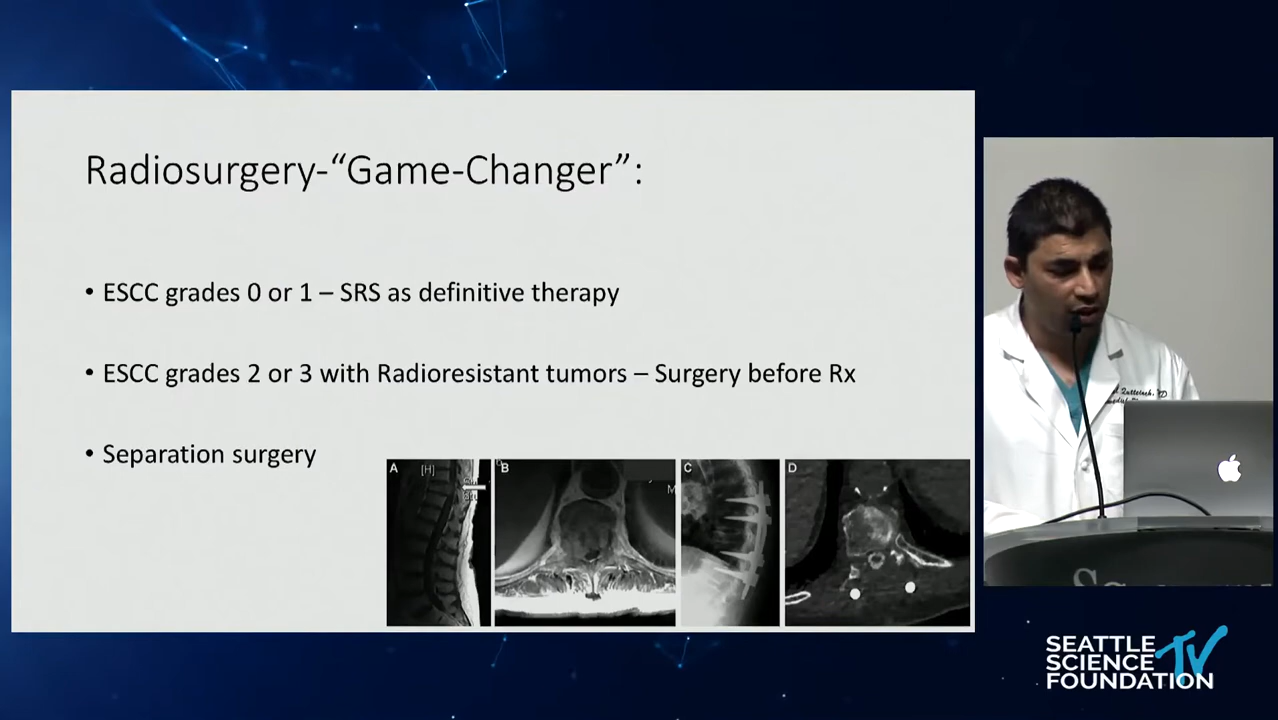 Radiosurgery-“Game-Changer”:
• ESCC grades 0 or 1 – SRS as definitive therapy
• ESCC grades 2 or 3 with Radioresistant tumors – Surgery before Rx
• Separation surgery
A
[H]
B
M
C
D
SEATTLE
SCIENCE
FOUNDATION
TV